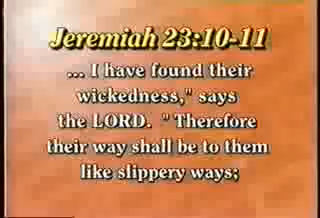 Jeremiah 23:10-11
... I have found their
wickedness," says
the LORD. "Therefore
their way shall be to them
like slippery ways;